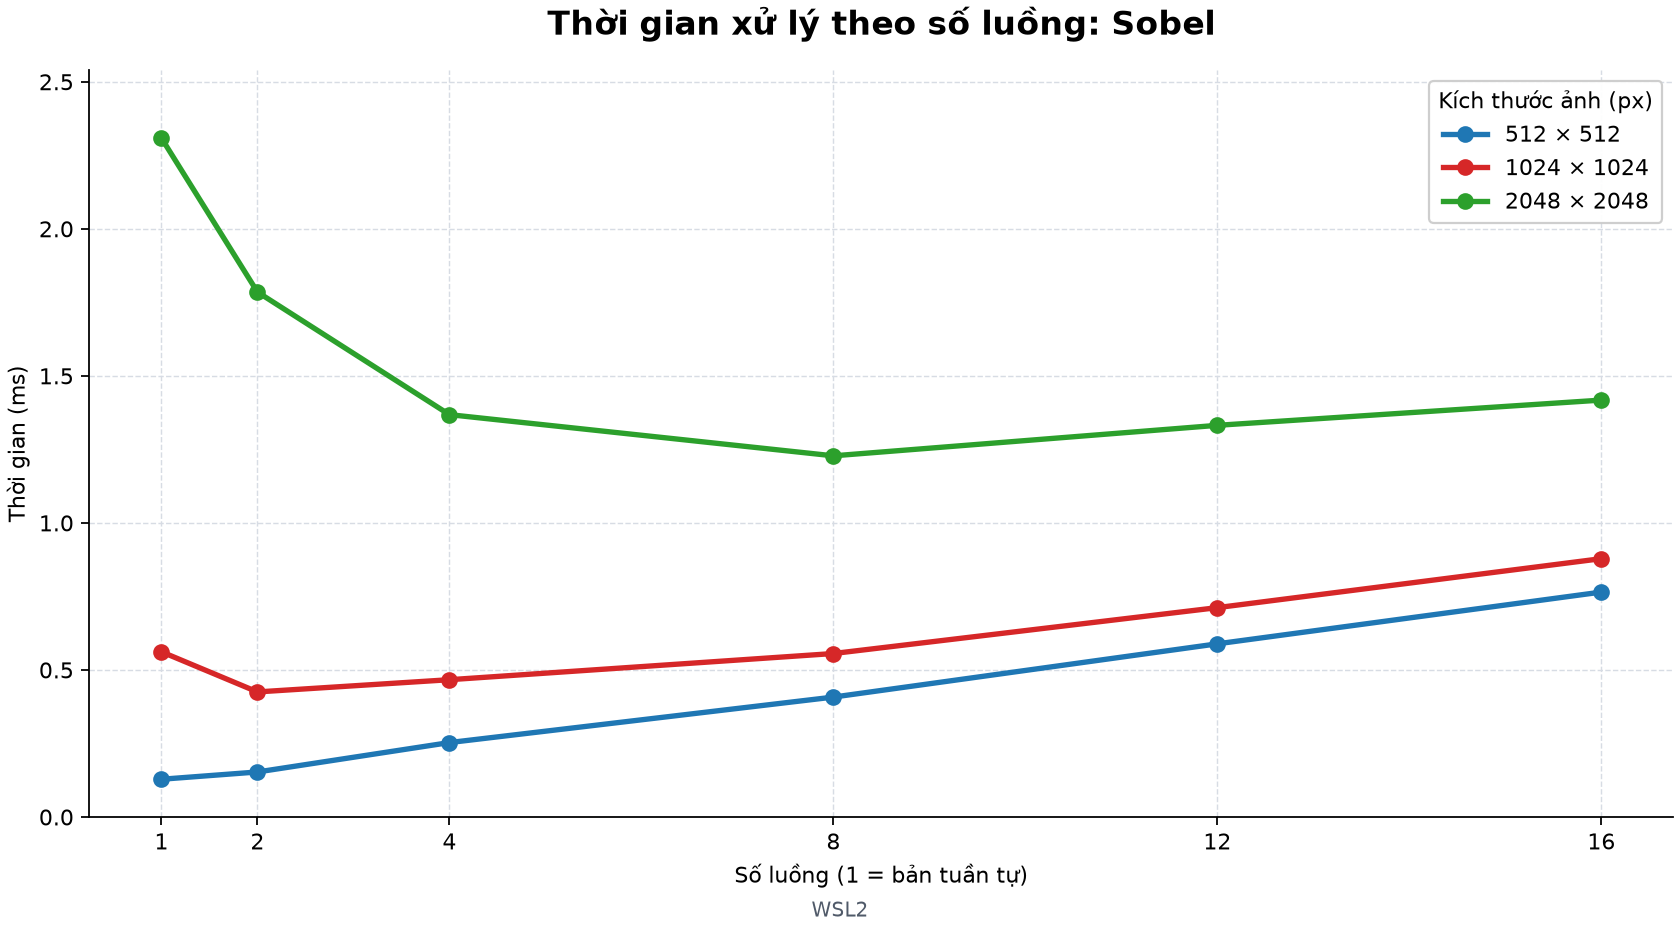 Thời gian xử lý theo số luồng: Sobel
2.5
2.0
1.5
1.0
0.5
0.0
Thời gian (ms)
Kích thước ảnh (px)
512 × 512
1024 × 1024
2048 × 2048
1 2 4 8 12 16
Số luồng (1 = bản tuần tự)
WSL2